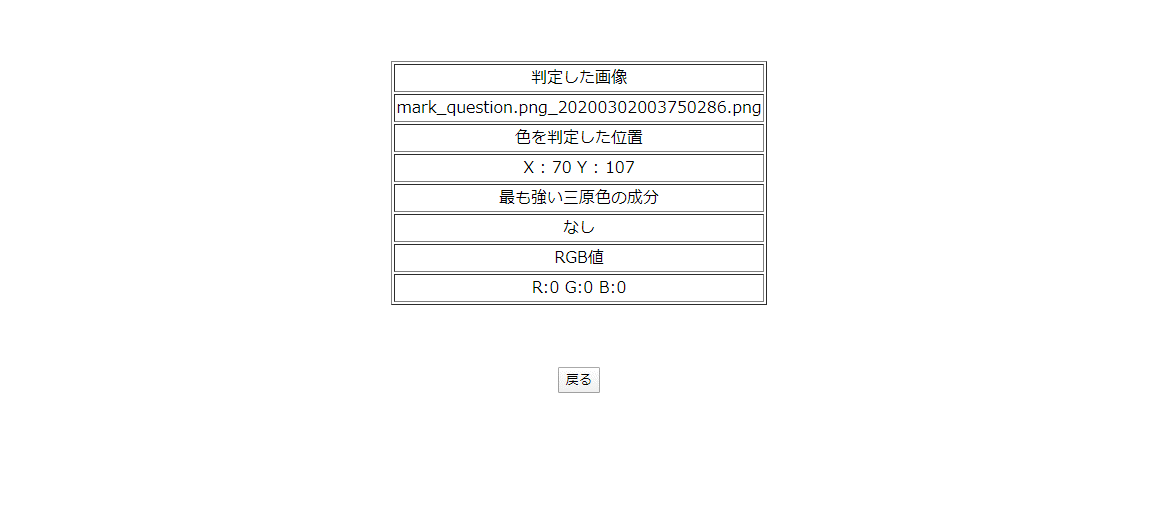 判定した画像
mark_question.png_20200302003750286.png
色を判定した位置
X : 70 Y : 107
最も強い三原色の成分
なし
RGB値
R:0 G:0 B:0
戻る